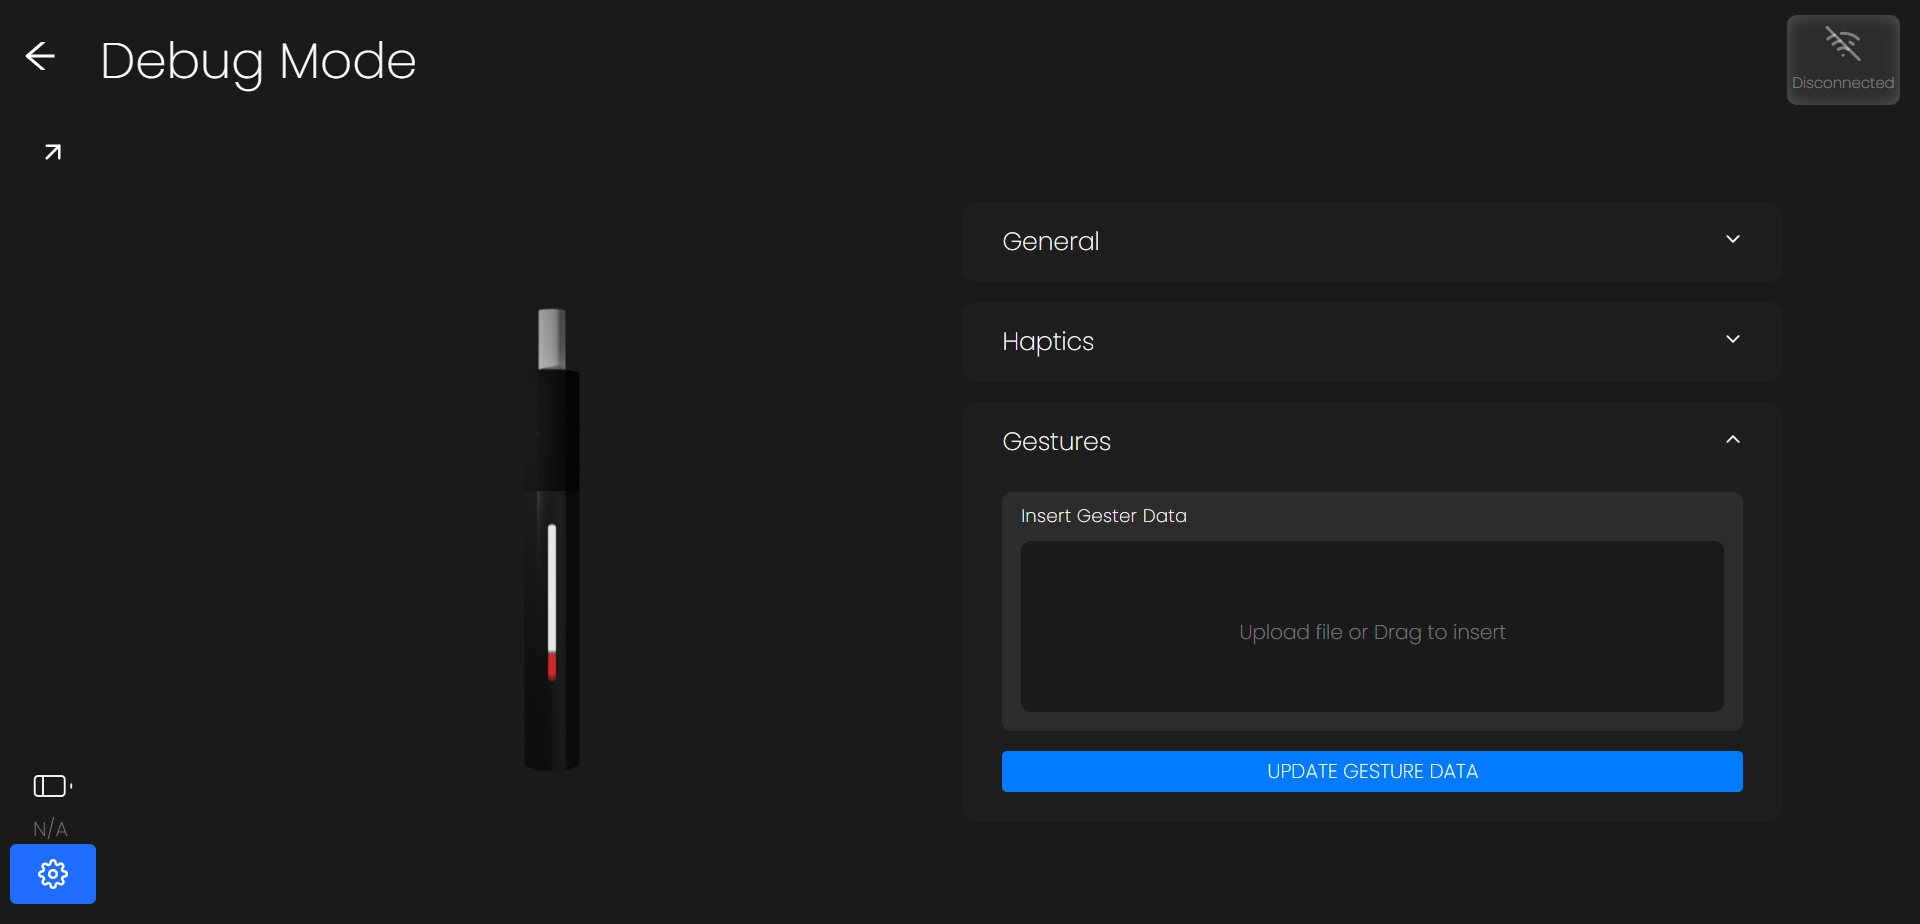 Debug Mode
Disconnected
General
Haptics
Gestures
Insert Gester Data
Upload file or Drag to insert
UPDATE GESTURE DATA
N/A